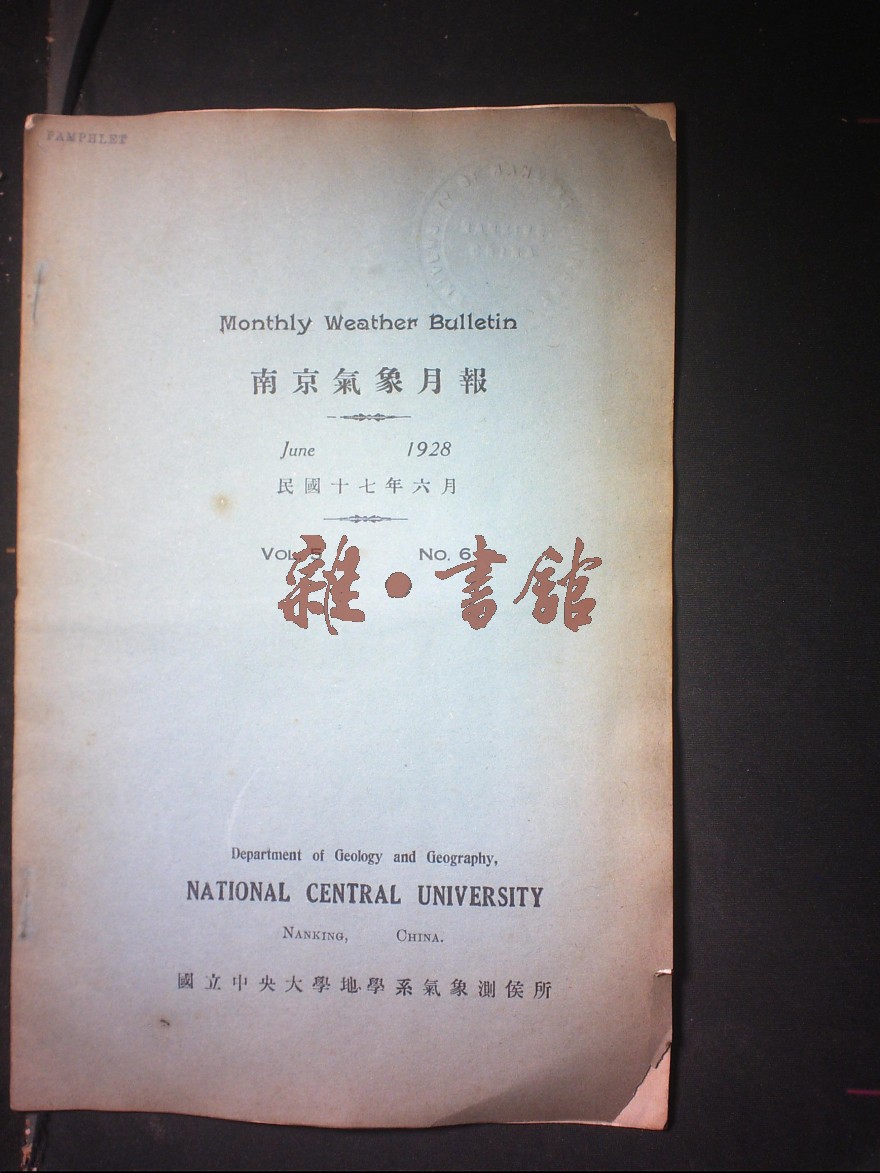 PAMPHLET
Monthly Weather Bulletin
南京氣象月報
June 1928
民國十七年六月
VOL. 5 No. 6
雜•書館
Department of Geology and Geography,
NATIONAL CENTRAL UNIVERSITY
NANKING, CHINA.
國立中央大學地學系氣象測侯所